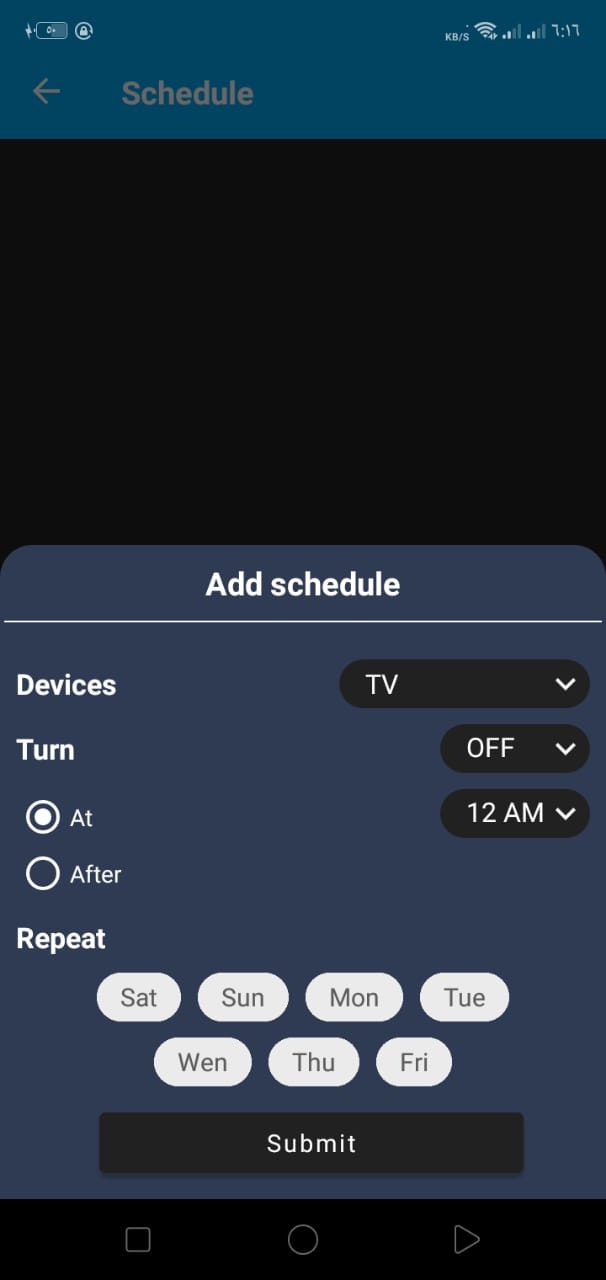 ٥٠ KB/S ٦:١٦
Schedule
Add schedule
Devices TV
Turn OFF
At 12 AM
After
Repeat
Sat Sun Mon Tue
Wen Thu Fri
Submit